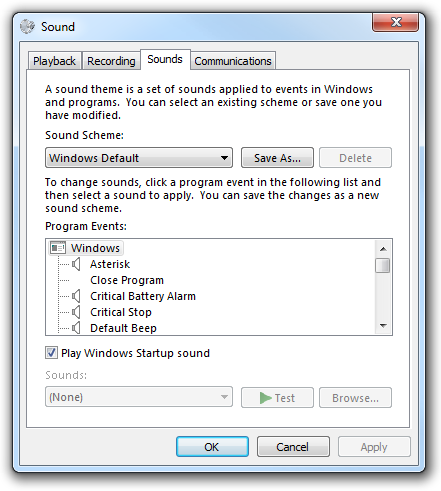 Sound
Playback Recording Sounds Communications
A sound theme is a set of sounds applied to events in Windows
and programs. You can select an existing scheme or save one you
have modified.
Sound Scheme:
Windows Default Save As... Delete
To change sounds, click a program event in the following list and
then select a sound to apply. You can save the changes as a new
sound scheme.
Program Events:
Windows
Asterisk
Close Program
Critical Battery Alarm
Critical Stop
Default Beep
Play Windows Startup sound
Sounds:
(None) Test Browse...
OK Cancel Apply